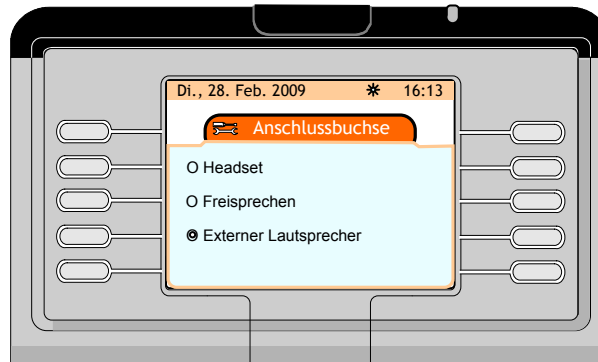 Di., 28. Feb. 2009 16:13
Anschlussbuchse
Headset
Freisprechen
Externer Lautsprecher